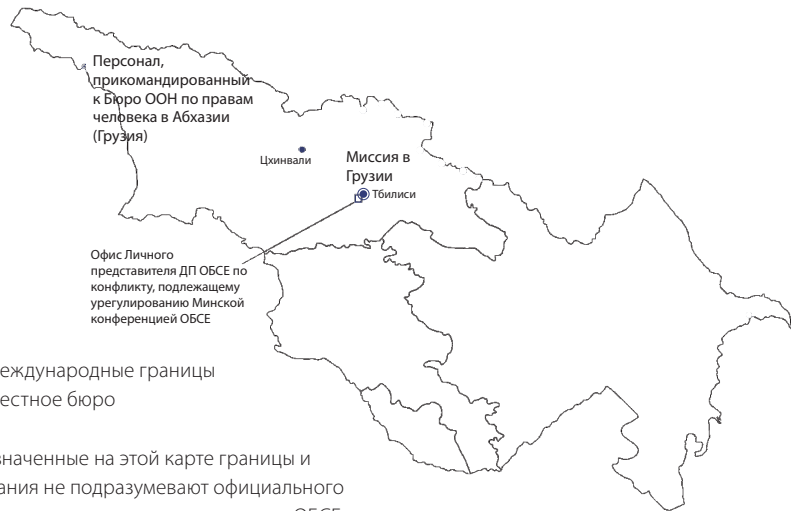 Персонал,
прикомандированный
к Бюро ООН по правам
человека в Абхазии
(Грузия)
Цхинвали
Миссия в
Грузии
Тбилиси
Офис Личного
представителя ДП ОБСЕ по
конфликту, подлежащему
урегулированию Минской
конференцией ОБСЕ
еждународные границы
естное бюро
значенные на этой карте границы и
ания не подразумевают официального
ОБСЕ